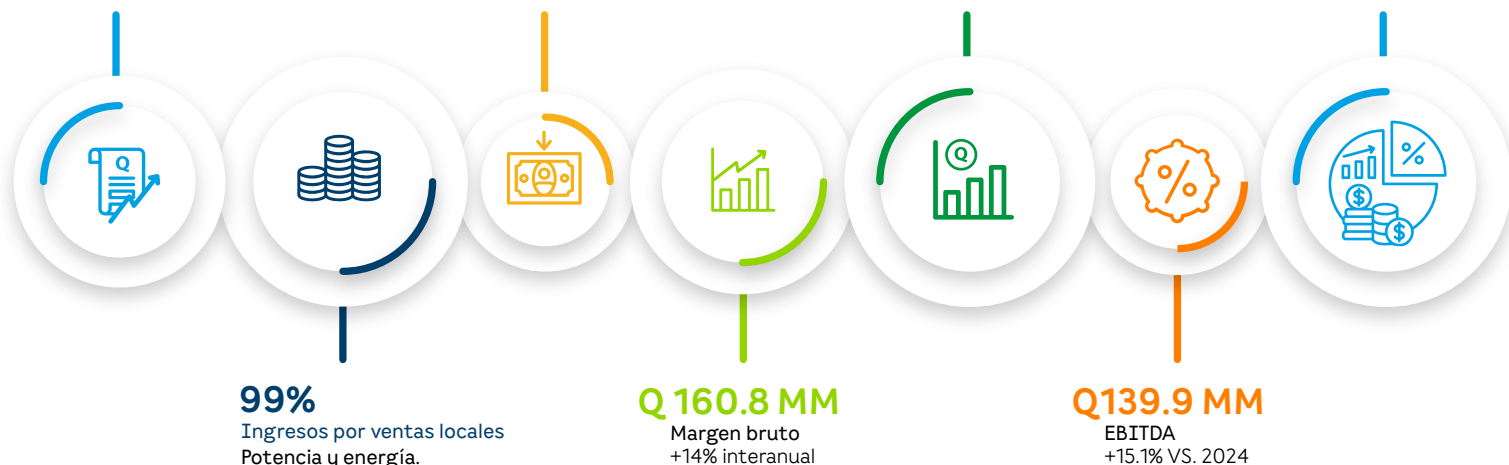 Q
Q
%
%
$
$
99%
Ingresos por ventas locales
Potencia y energía.
Q 160.8 MM
Margen bruto
+14% interanual
Q139.9 MM
EBITDA
+15.1% VS. 2024